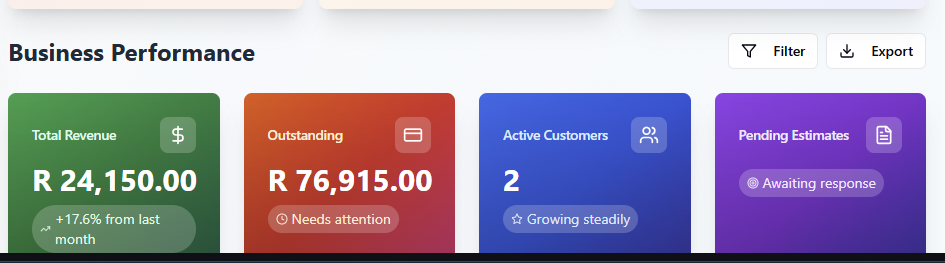 Business Performance
Filter
Export
Total Revenue
R 24,150.00
+17.6% from last
month
Outstanding
R 76,915.00
Needs attention
Active Customers
2
Growing steadily
Pending Estimates
Awaiting response